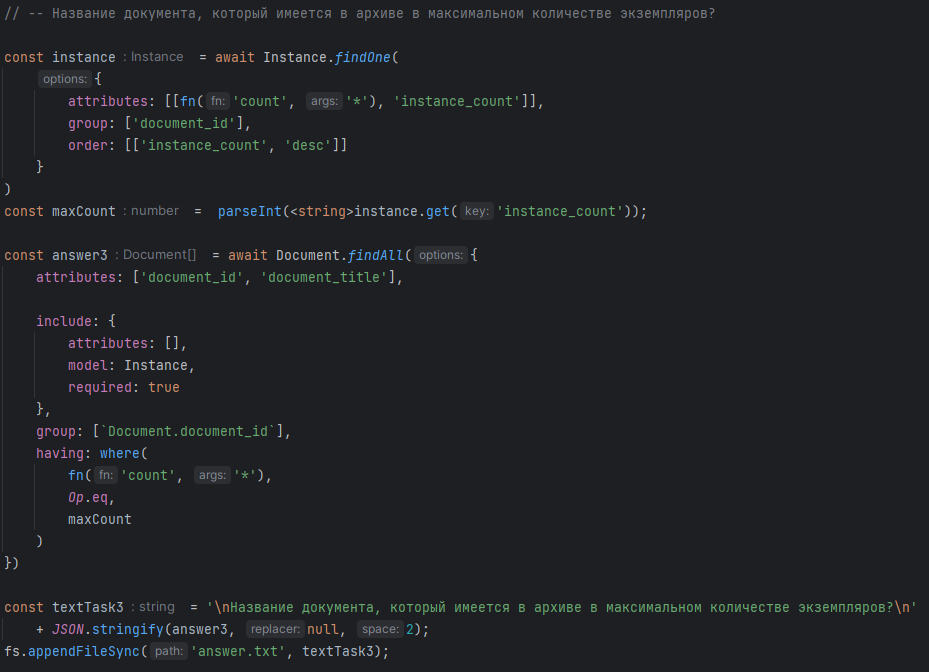 // -- Название документа, который имеется в архиве в максимальном количестве экземпляров?
const instance : Instance = await Instance.findOne(
options: {
attributes: [[fn( fn: 'count', args: '*'), 'instance_count']],
group: ['document_id'],
order: [['instance_count', 'desc']]
}
)
const maxCount : number = parseInt(<string>instance.get( key: 'instance_count'));
const answer3 : Document[] = await Document.findAll( options: {
attributes: ['document_id', 'document_title'],
include: {
attributes: [],
model: Instance,
required: true
},
group: [`Document.document_id`],
having: where(
fn( fn: 'count', args: '*'),
Op.eq,
maxCount
)
})
const textTask3 : string = '\nНазвание документа, который имеется в архиве в максимальном количестве экземпляров?\n'
+ JSON.stringify(answer3, replacer: null, space: 2);
fs.appendFileSync( path: 'answer.txt', textTask3);